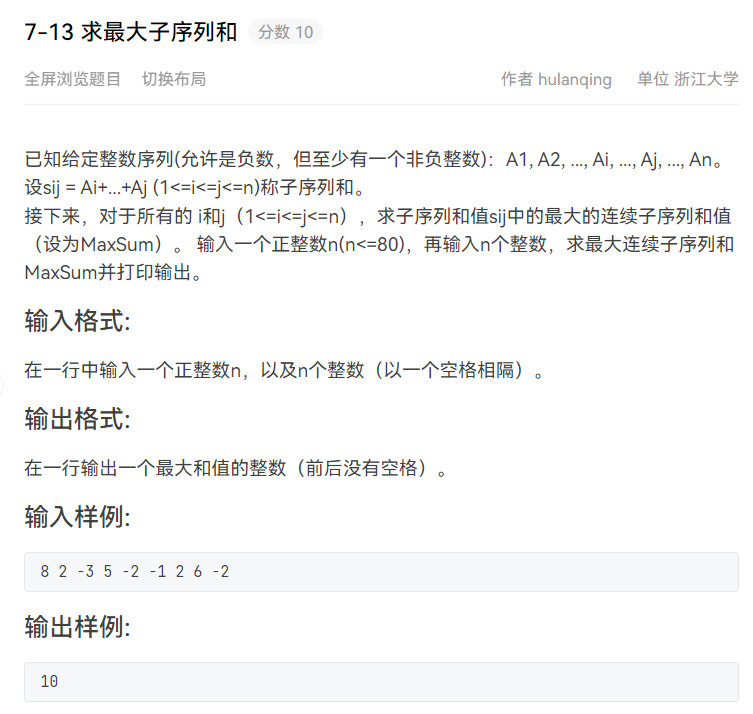 7-13 求最大子序列和 分数 10
全屏浏览题目 切换布局 作者 hulanqing 单位 浙江大学
已知给定整数序列(允许是负数，但至少有一个非负整数)：A1, A2, ..., Ai, ..., Aj, ..., An。
设sij = Ai+...+Aj (1<=i<=j<=n)称子序列和。
接下来，对于所有的 i和j（1<=i<=j<=n），求子序列和值sij中的最大的连续子序列和值
（设为MaxSum）。 输入一个正整数n(n<=80)，再输入n个整数，求最大连续子序列和
MaxSum并打印输出。
输入格式:
在一行中输入一个正整数n，以及n个整数（以一个空格相隔）。
输出格式:
在一行输出一个最大和值的整数（前后没有空格）。
输入样例:
8 2 -3 5 -2 -1 2 6 -2
输出样例:
10